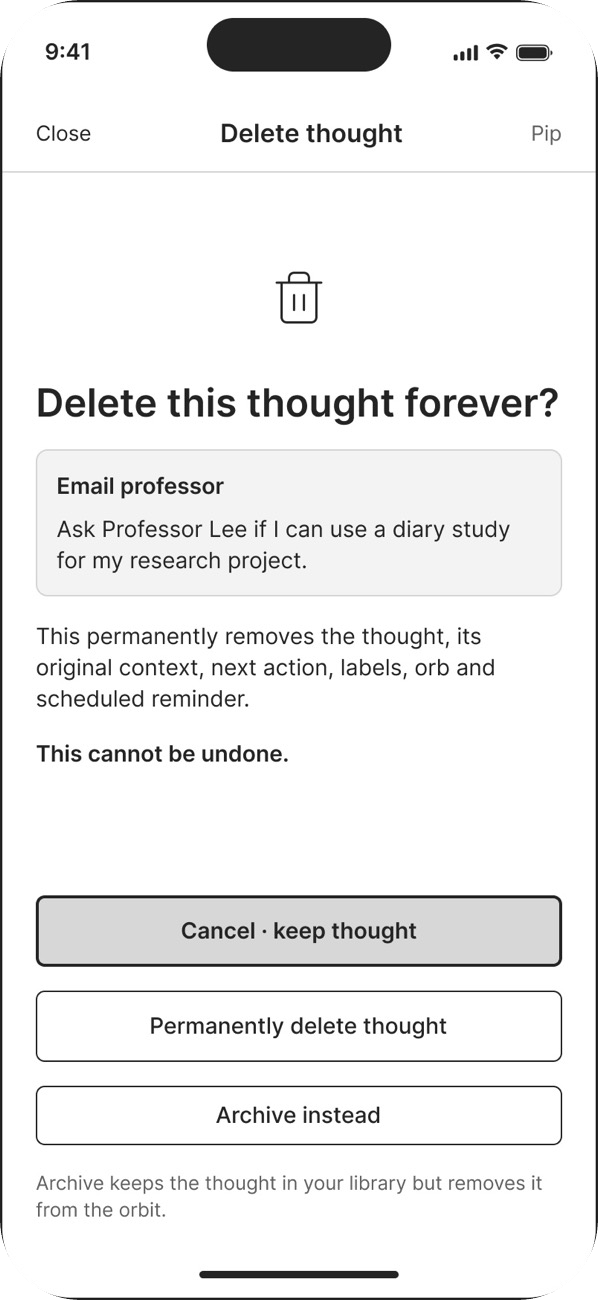 9:41
Close
Delete thought
Pip
Delete this thought forever?
Email professor
Ask Professor Lee if I can use a diary study
for my research project.
This permanently removes the thought, its
original context, next action, labels, orb and
scheduled reminder.
This cannot be undone.
Cancel · keep thought
Permanently delete thought
Archive instead
Archive keeps the thought in your library but removes it
from the orbit.